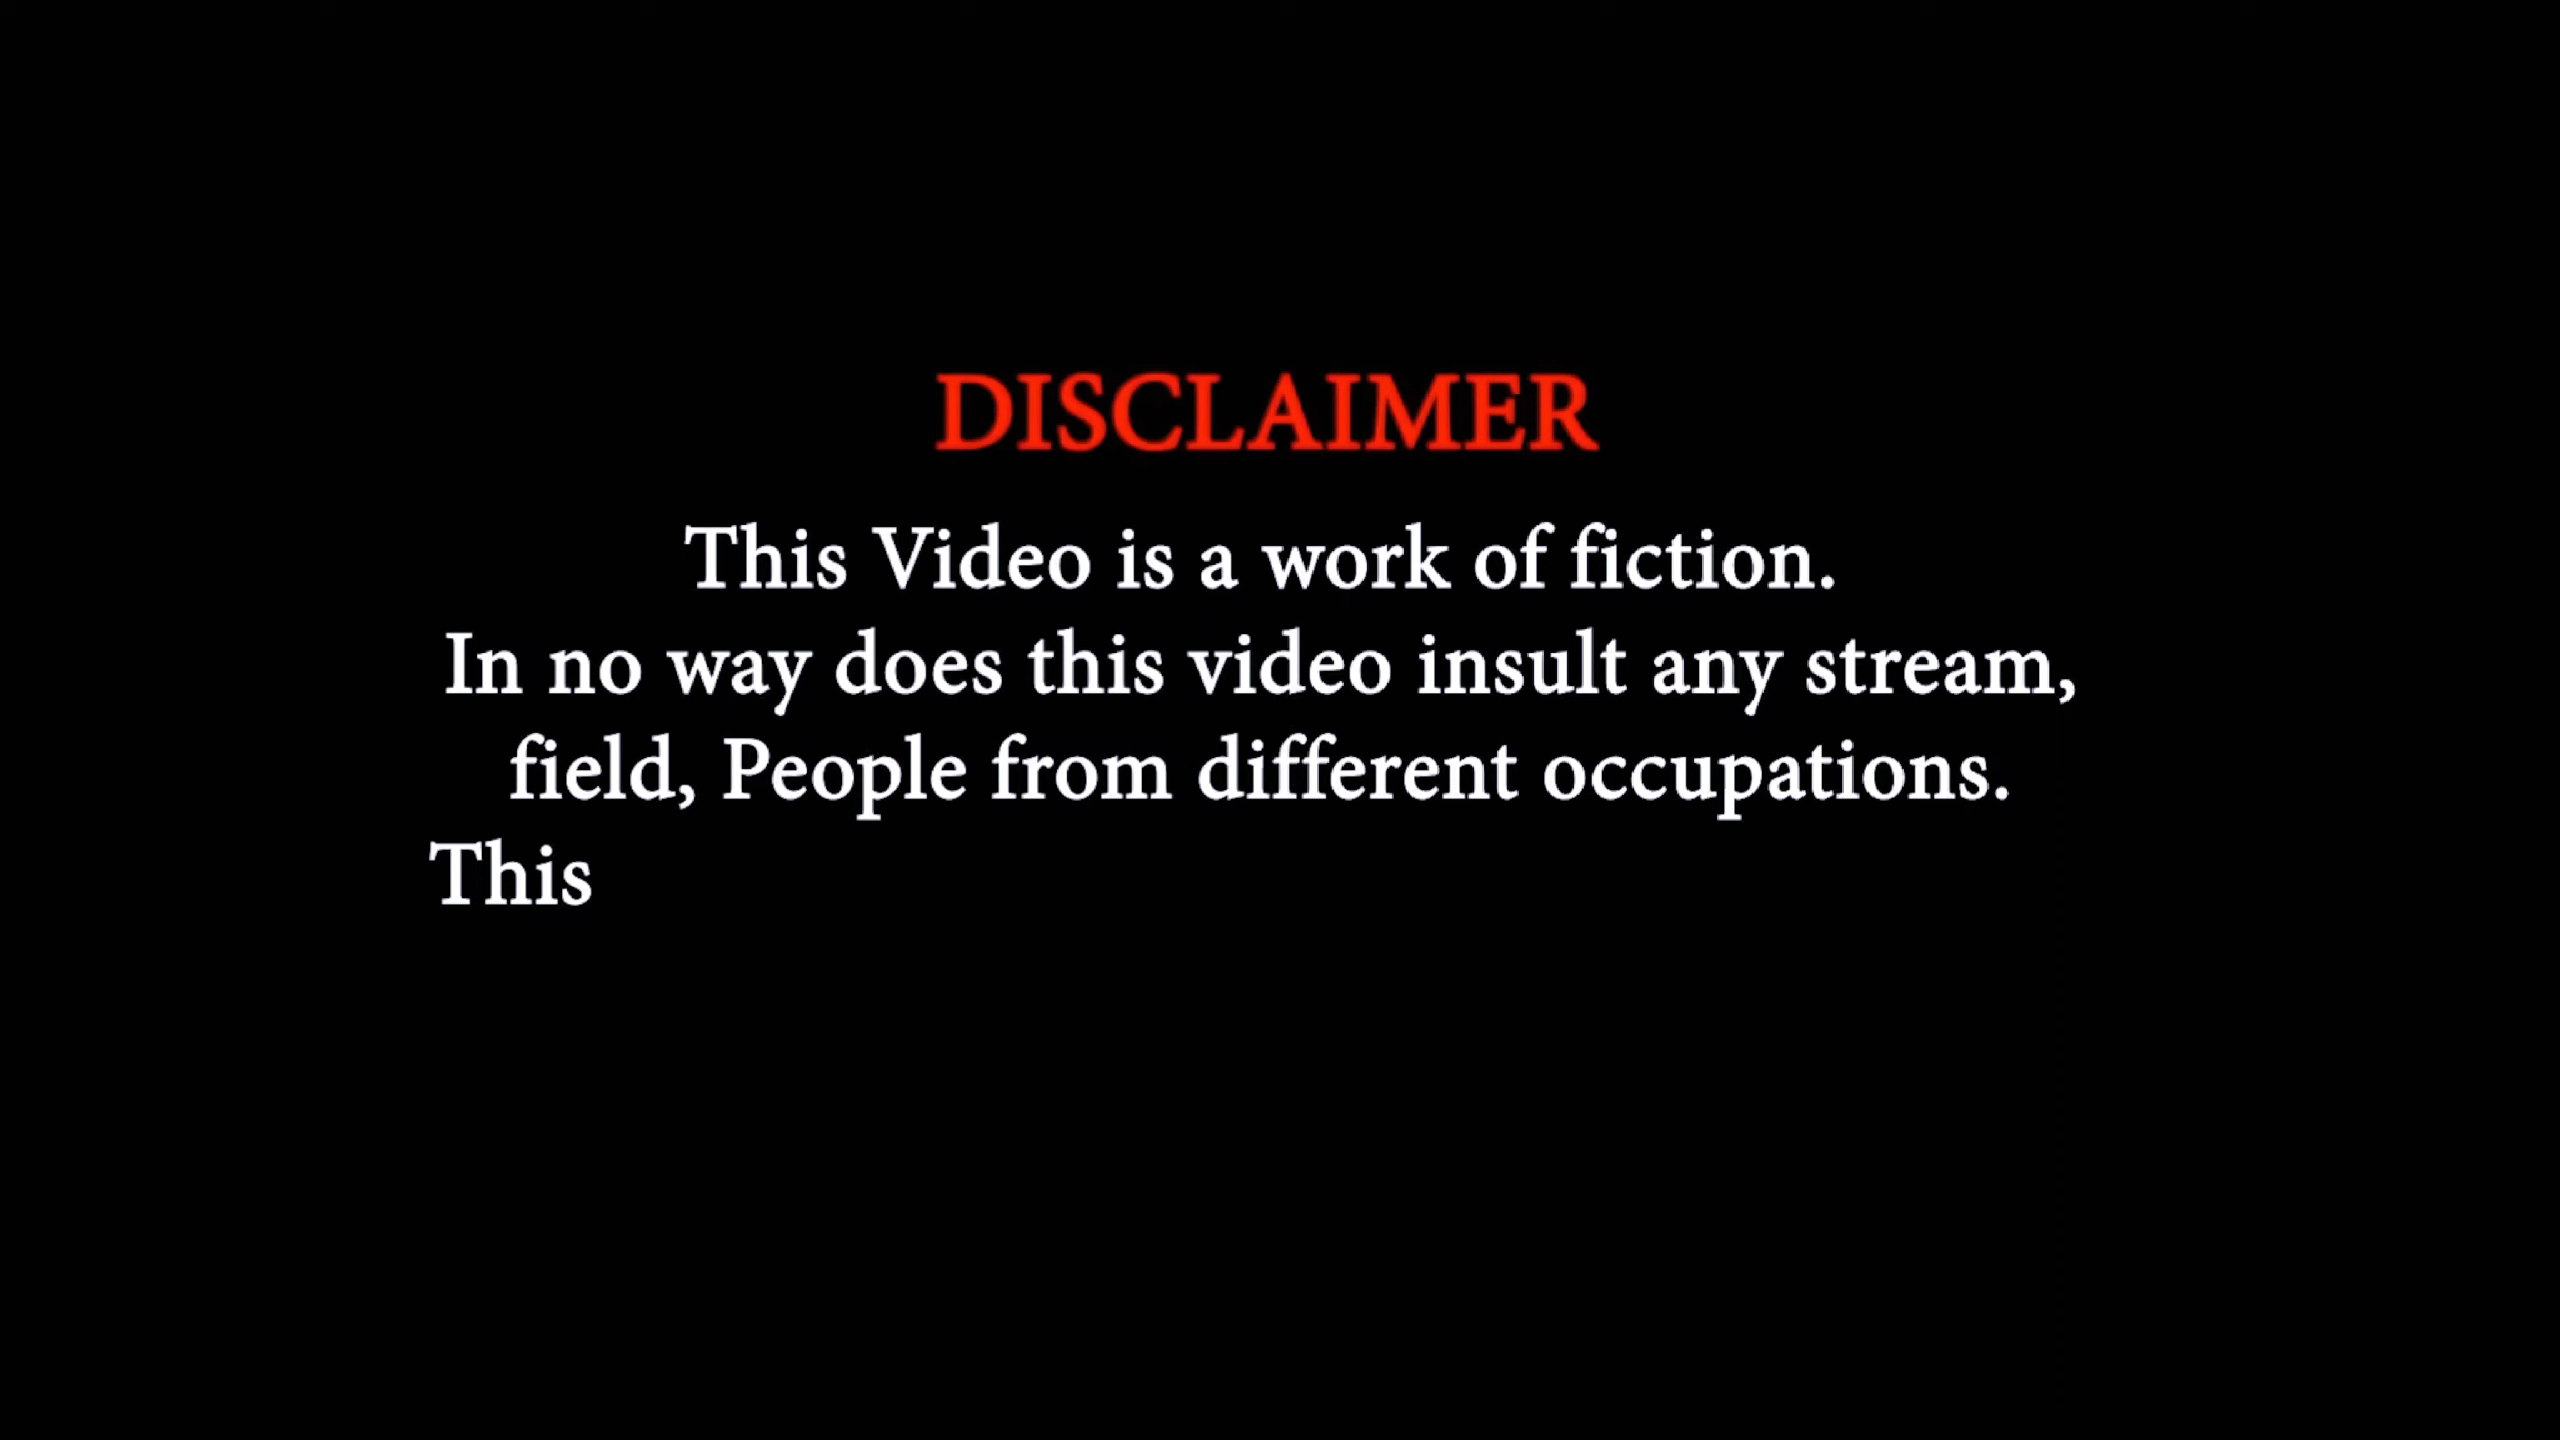 DISCLAIMER
This Video is a work of fiction.
In no way does this video insult any stream,
field, People from different occupations.
This